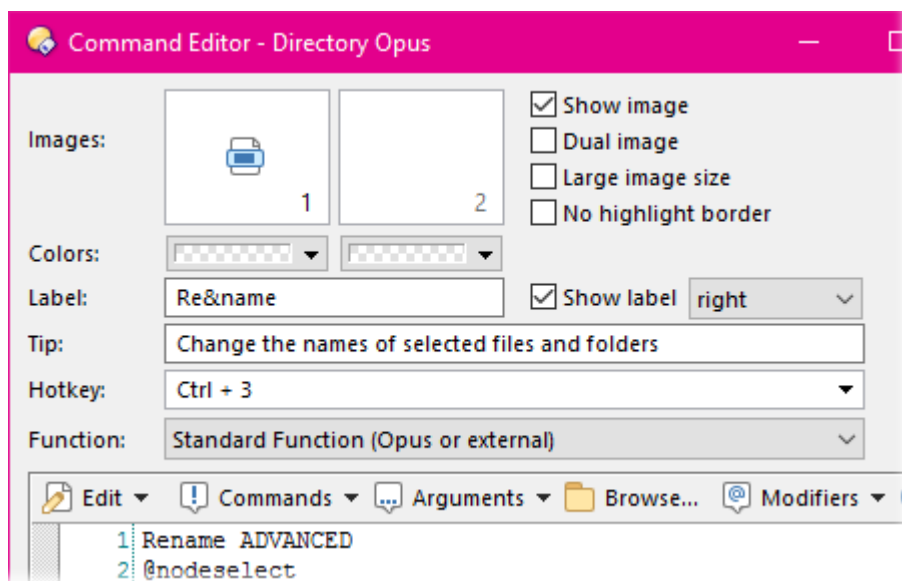 Command Editor - Directory Opus
Images:
1
2
Show image
Dual image
Large image size
No highlight border
Colors:
Label: Re&name Show label right
Tip: Change the names of selected files and folders
Hotkey: Ctrl + 3
Function: Standard Function (Opus or external)
Edit Commands Arguments Browse... Modifiers
1 Rename ADVANCED
2 @nodeselect